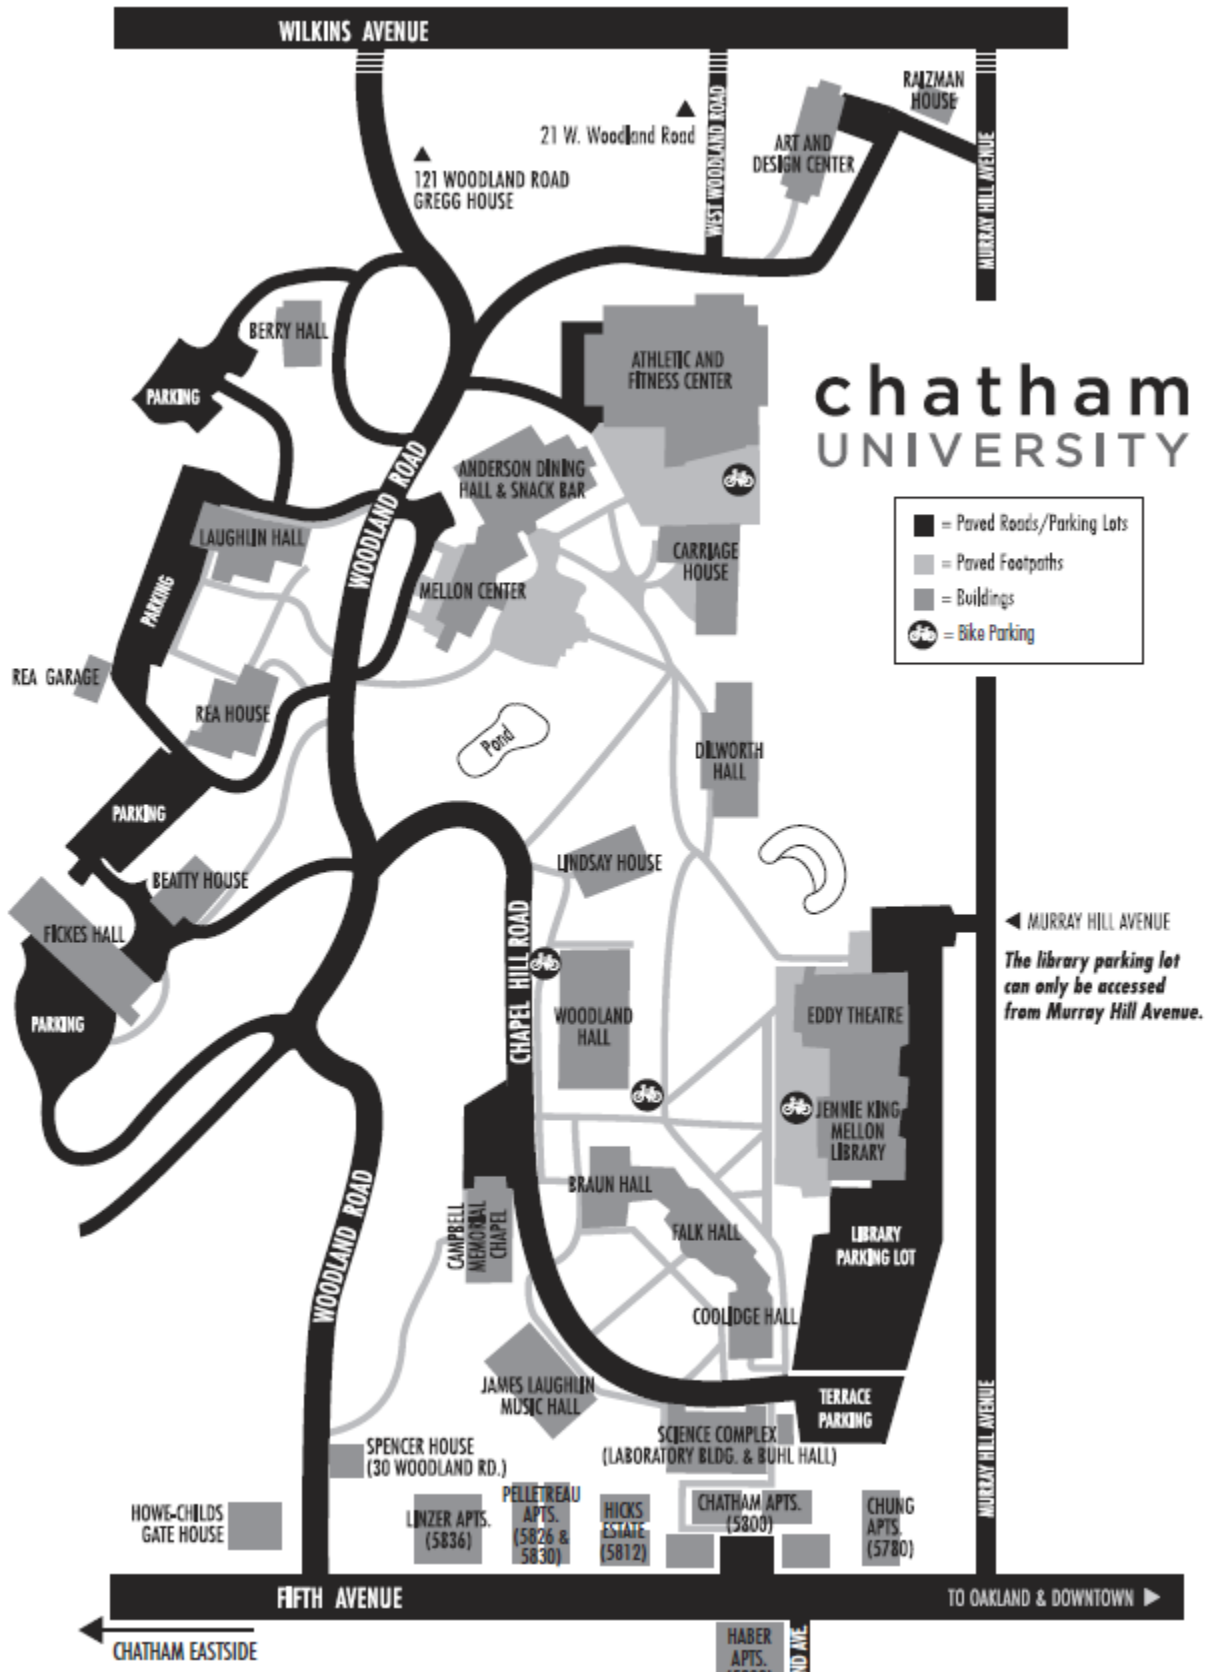 WILKINS AVENUE
RAIZMAN
HOUSE
21 W. Woodland Road
WEST WOODLAND ROAD
ART AND
DESIGN CENTER
MURRAY HILL AVENUE
121 WOODLAND ROAD
GREGG HOUSE
BERRY HALL
ATHLETIC AND
FITNESS CENTER
chatham
UNIVERSITY
PARKING
WOODLAND ROAD
ANDERSON DINING
HALL & SNACK BAR
= Paved Roads/Parking Lots
= Paved Footpaths
= Buildings
= Bike Parking
LAUGHLIN HALL
CARRIAGE
HOUSE
PARKING
MELLON CENTER
REA GARAGE
REA HOUSE
Pond
DILWORTH
HALL
PARKING
LINDSAY HOUSE
BEATTY HOUSE
FICKES HALL
CHAPEL HILL ROAD
MURRAY HILL AVENUE
The library parking lot
can only be accessed
from Murray Hill Avenue.
PARKING
WOODLAND
HALL
EDDY THEATRE
JENNIE KING
MELLON
LIBRARY
BRAUN HALL
WOODLAND ROAD
CAMPBELL
MEMORIAL
CHAPEL
FALK HALL
LIBRARY
PARKING LOT
COOLIDGE HALL
JAMES LAUGHLIN
MUSIC HALL
TERRACE
PARKING
MURRAY HILL AVENUE
SCIENCE COMPLEX
(LABORATORY BLDG. & BUHL HALL)
SPENCER HOUSE
(30 WOODLAND RD.)
HOWE-CHILDS
GATE HOUSE
LINZER APTS.
(5836)
PELLETREAU
APTS.
(5826 &
5830)
HICKS
ESTATE
(5812)
CHATHAM APTS.
(5800)
CHUNG
APTS.
(5780)
FIFTH AVENUE
TO OAKLAND & DOWNTOWN
CHATHAM EASTSIDE
HABER
APTS.
ND AVE.